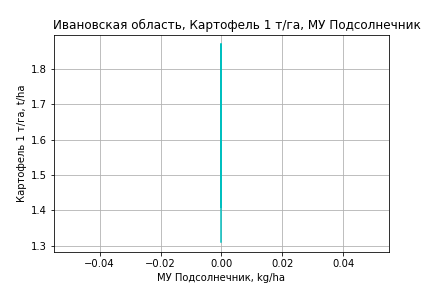 Ивановская область, Картофель 1 т/га, МУ Подсолнечник
1.8
1.7
1.6
1.5
1.4
1.3
Картофель 1 т/га, t/ha
−0.04 −0.02 0.00 0.02 0.04
МУ Подсолнечник, kg/ha